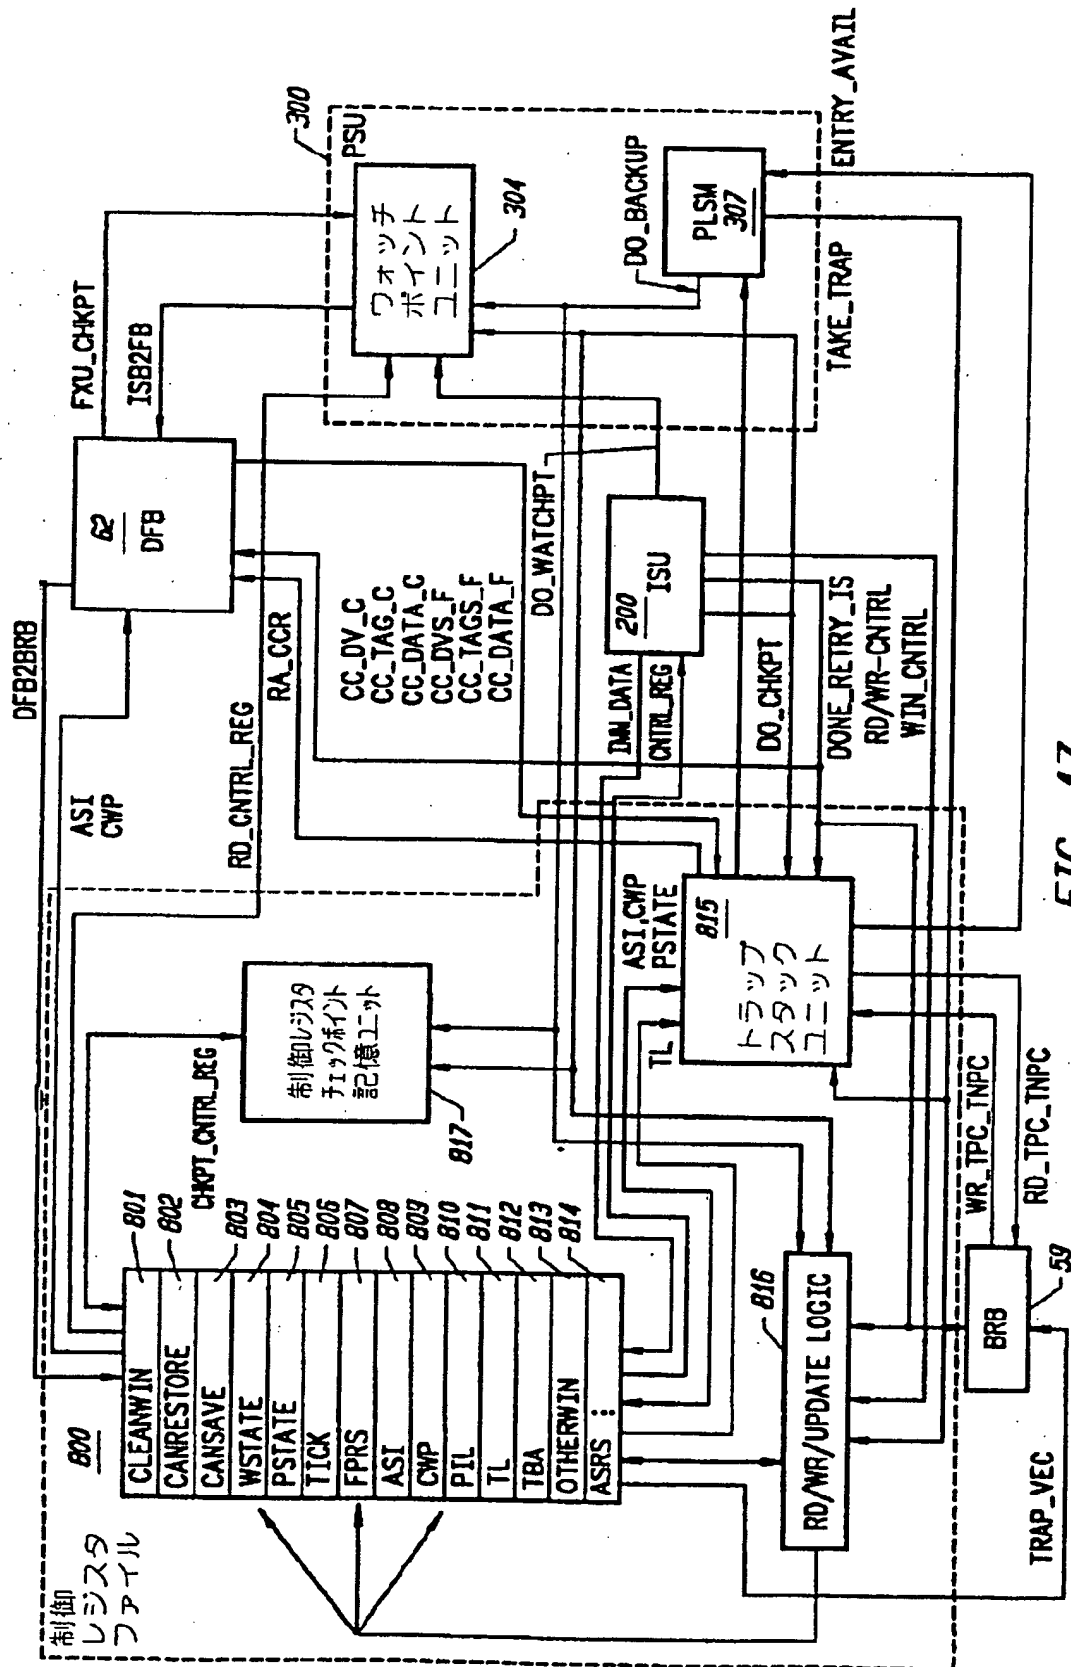 制御
レジスタ
ファイル
800
CLEANWIN
CANRESTORE
CANSAVE
WSTATE
PSTATE
TICK
FPRS
ASI
CWP
PIL
TL
TBA
OTHERWIN
ASRS
801
802
803
804
805
806
807
808
809
810
811
812
813
814
CHKPT_CNTRL_REG
制御レジスタ
チェックポイント
記憶ユニット
817
DFB2BRB
ASI
CWP
RD_CNTRL_REG
RA_CCR
62
DFB
FXU_CHKPT
ISB2FB
CC_DV_C
CC_TAG_C
CC_DATA_C
CC_DVS_F
CC_TAGS_F
CC_DATA_F
300
PSU
ウォッチ
ポイント
ユニット
304
DO_WATCHPT
DO_BACKUP
PLSM
307
ENTRY_AVAIL
TAKE_TRAP
200
ISU
IMM_DATA
CNTRL_REG
DO_CHKPT
DONE_RETRY_IS
RD/WR-CNTRL
WIN_CNTRL
ASI,CWP
PSTATE
TL
815
トラップ
スタック
ユニット
816
RD/WR/UPDATE LOGIC
WR_TPC_TNPC
RD_TPC_TNPC
BRB
59
TRAP_VEC